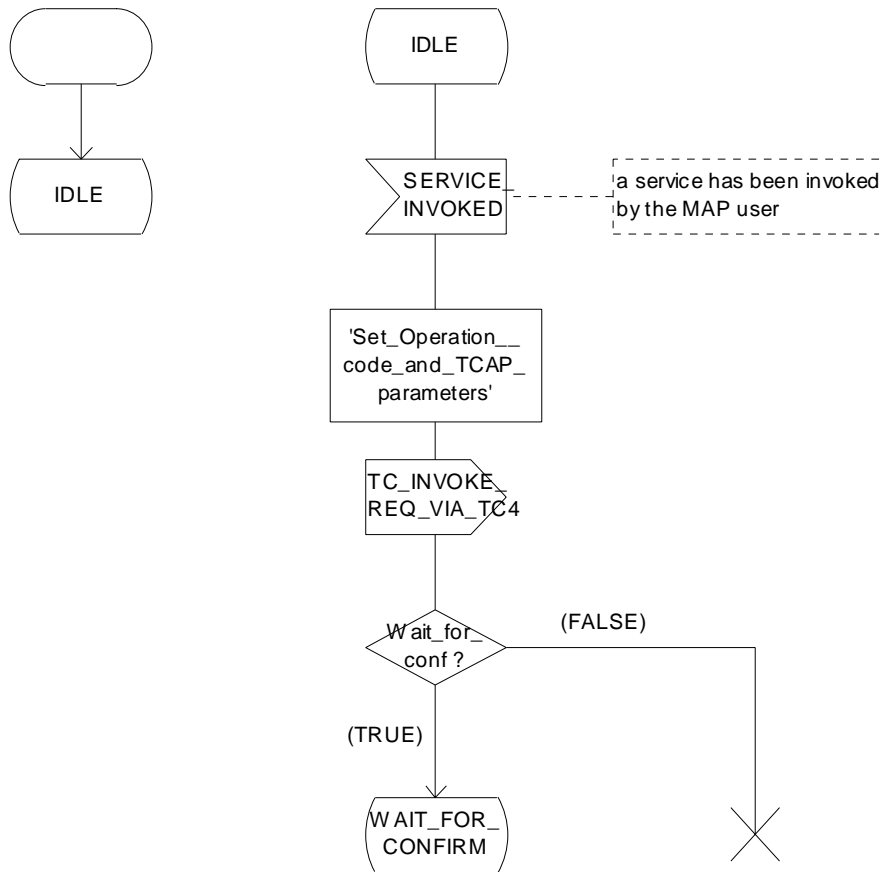 IDLE
IDLE
SERVICE
INVOKED
a service has been invoked
by the MAP user
'Set_Operation__
code_and_TCAP_
parameters'
TC_INVOKE_
REQ_VIA_TC4
Wait_for_
conf ?
(FALSE)
(TRUE)
WAIT_FOR_
CONFIRM